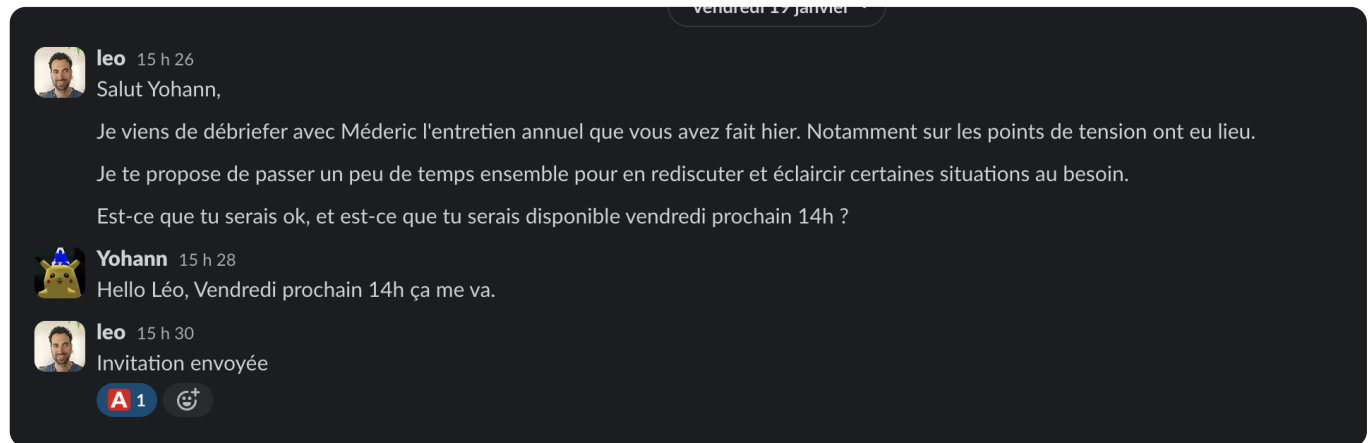 vendredi 19 janvier
leo 15 h 26
Salut Yohann,
Je viens de débriefer avec Méderic l'entretien annuel que vous avez fait hier. Notamment sur les points de tension ont eu lieu.
Je te propose de passer un peu de temps ensemble pour en rediscuter et éclaircir certaines situations au besoin.
Est-ce que tu serais ok, et est-ce que tu serais disponible vendredi prochain 14h ?
Yohann 15 h 28
Hello Léo, Vendredi prochain 14h ça me va.
leo 15 h 30
Invitation envoyée
A 1